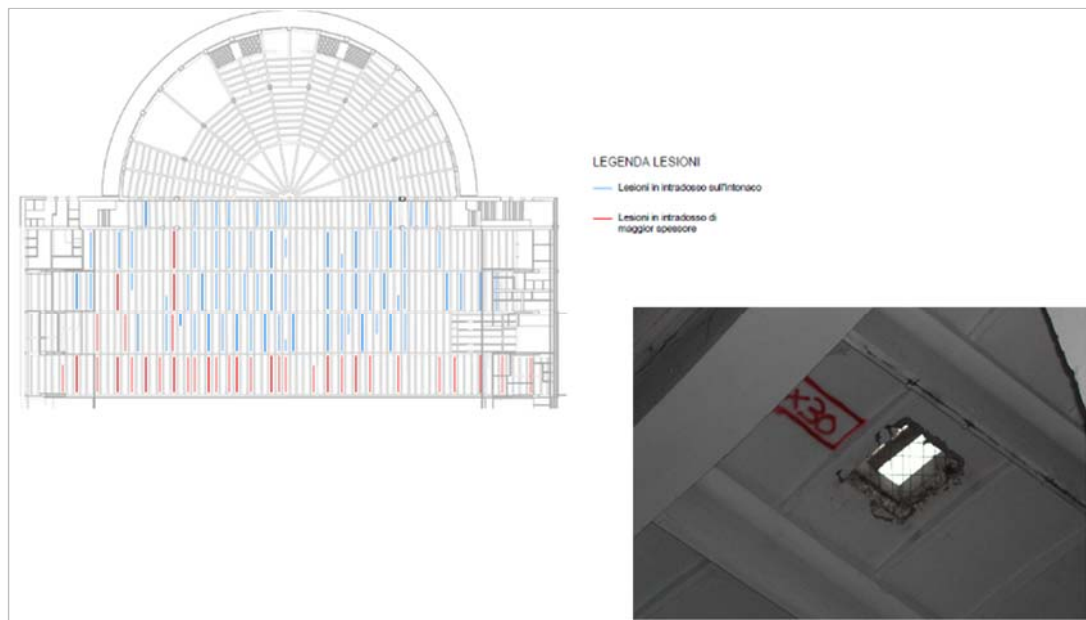 LEGENDA LESIONI
Lesioni in intradosso sull'intonaco
Lesioni in intradosso di
maggior spessore
x30